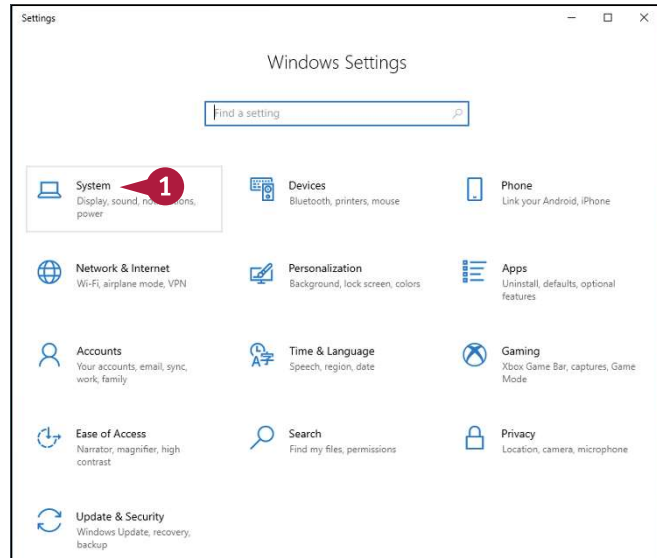 Settings
Windows Settings
Find a setting
System
1
Display, sound, no ons,
power
Devices
Bluetooth, printers, mouse
Phone
Link your Android, iPhone
Network & Internet
Wi-Fi, airplane mode, VPN
Personalization
Background, lock screen, colors
Apps
Uninstall, defaults, optional
features
Accounts
Your accounts, email, sync,
work, family
Time & Language
Speech, region, date
Gaming
Xbox Game Bar, captures, Game
Mode
Ease of Access
Narrator, magnifier, high
contrast
Search
Find my files, permissions
Privacy
Location, camera, microphone
Update & Security
Windows Update, recovery,
backup